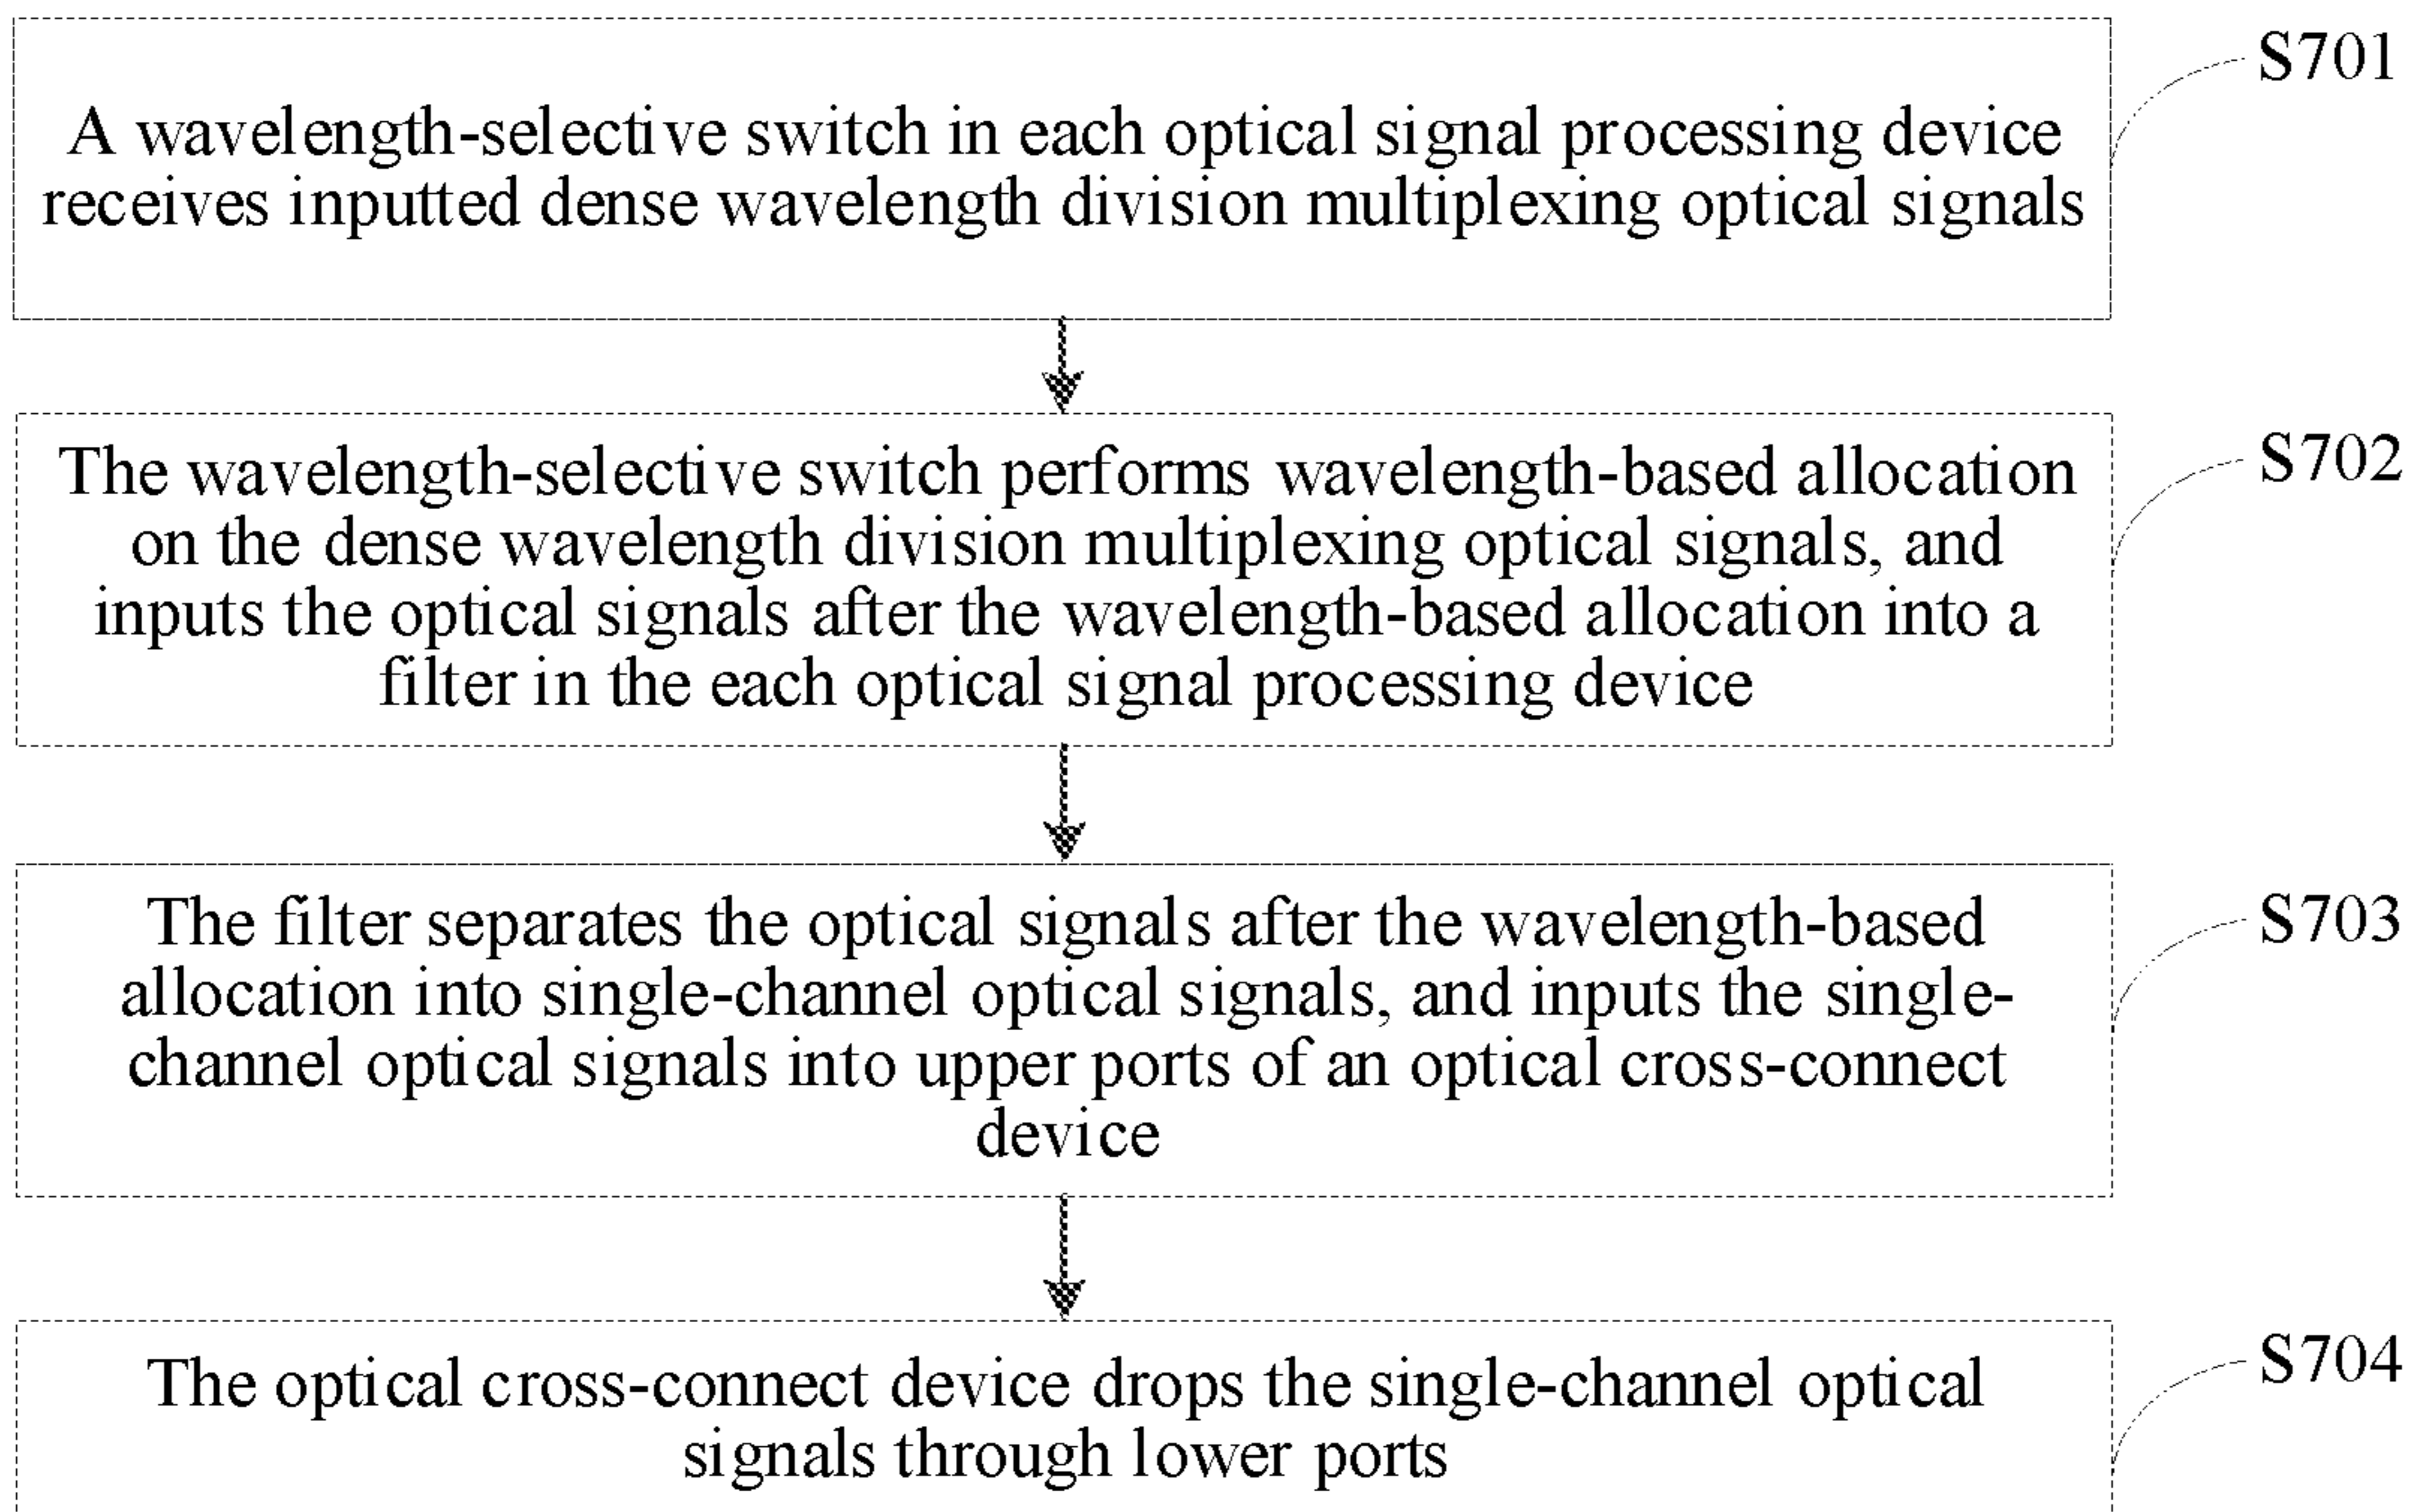 A wavelength-selective switch in each optical signal processing device
receives inputted dense wavelength division multiplexing optical signals
S701
The wavelength-selective switch performs wavelength-based allocation
on the dense wavelength division multiplexing optical signals, and
inputs the optical signals after the wavelength-based allocation into a
filter in the each optical signal processing device
S702
The filter separates the optical signals after the wavelength-based
allocation into single-channel optical signals, and inputs the single-
channel optical signals into upper ports of an optical cross-connect
device
S703
The optical cross-connect device drops the single-channel optical
signals through lower ports
S704